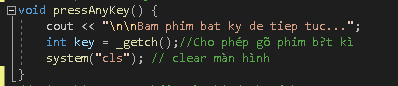 void pressAnyKey() {
cout << "\n\nBam phim bat ky de tiep tuc...";
int key = _getch();//Cho phép gõ phím b?t kì
system("cls"); // clear màn hình
}